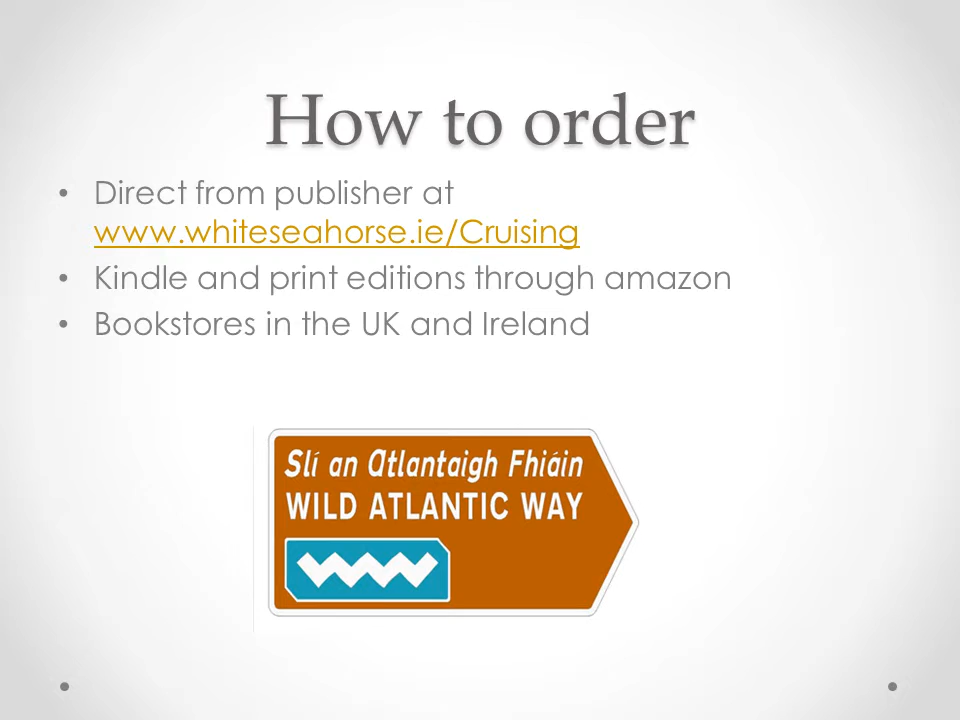 How to order
• Direct from publisher at
www.whiteseahorse.ie/Cruising
• Kindle and print editions through amazon
• Bookstores in the UK and Ireland
Slí an Atlantaigh Fhiáin
WILD ATLANTIC WAY